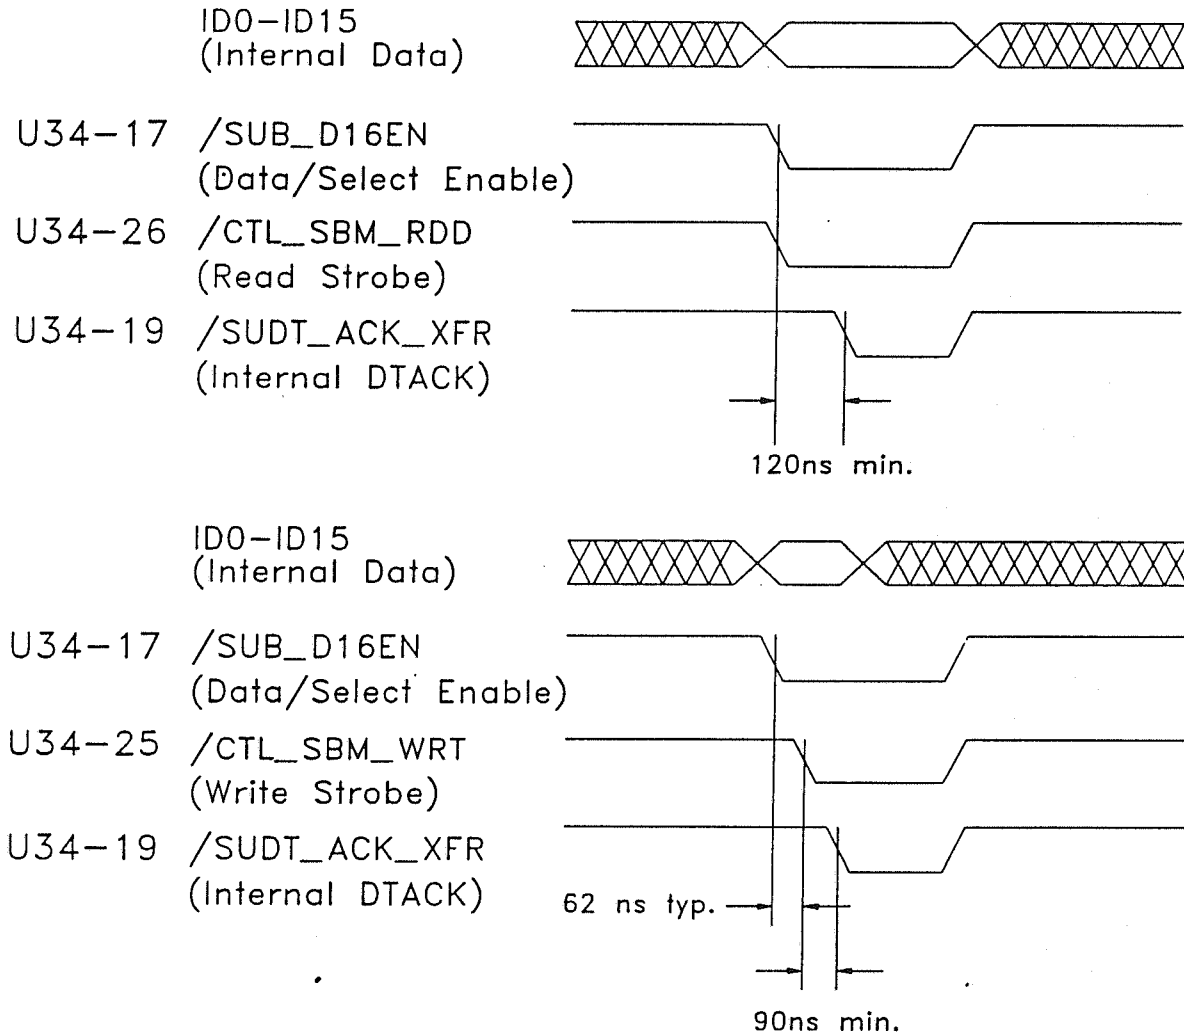 ID0-ID15
(Internal Data)
U34-17 /SUB_D16EN
(Data/Select Enable)
U34-26 /CTL_SBM_RDD
(Read Strobe)
U34-19 /SUDT_ACK_XFR
(Internal DTACK)
120ns min.
ID0-ID15
(Internal Data)
U34-17 /SUB_D16EN
(Data/Select Enable)
U34-25 /CTL_SBM_WRT
(Write Strobe)
U34-19 /SUDT_ACK_XFR
(Internal DTACK)
62 ns typ.
90ns min.